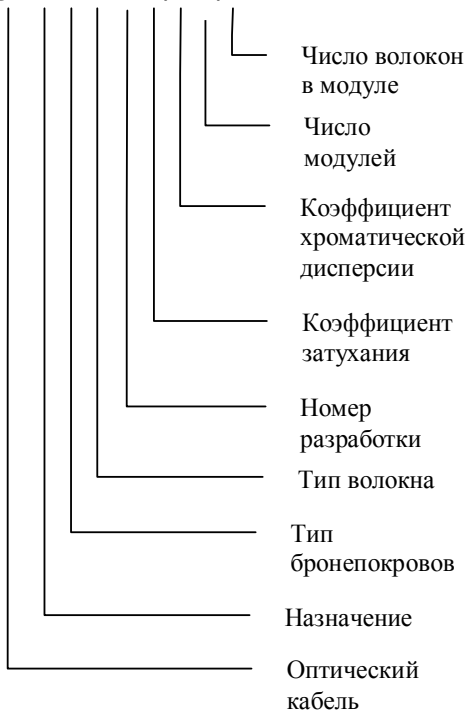 Число волокон
в модуле
Число
модулей
Коэффициент
хроматической
дисперсии
Коэффициент
затухания
Номер
разработки
Тип волокна
Тип
бронепокровов
Назначение
Оптический
кабель